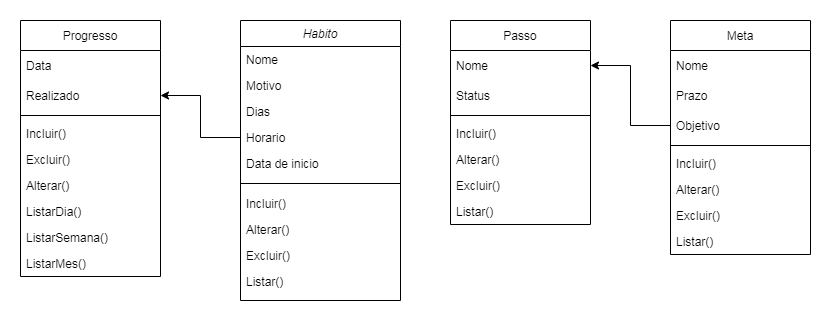 Progresso
Data
Realizado
Incluir()
Excluir()
Alterar()
ListarDia()
ListarSemana()
ListarMes()
Habito
Nome
Motivo
Dias
Horario
Data de inicio
Incluir()
Alterar()
Excluir()
Listar()
Passo
Nome
Status
Incluir()
Alterar()
Excluir()
Listar()
Meta
Nome
Prazo
Objetivo
Incluir()
Alterar()
Excluir()
Listar()